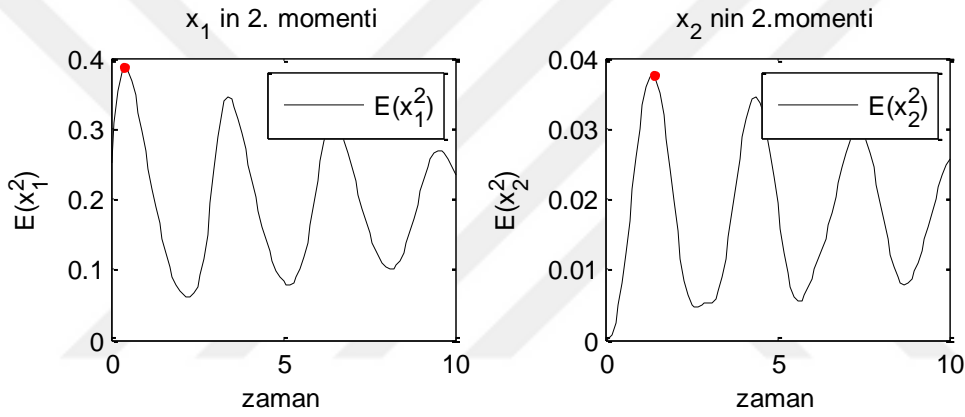 x₁ in 2. momenti
E(x₁²)
0.4
0.3
0.2
0.1
0
E(x₁²)
0
5
10
zaman
x₂ nin 2.momenti
E(x₂²)
0.04
0.03
0.02
0.01
0
E(x₂²)
0
5
10
zaman